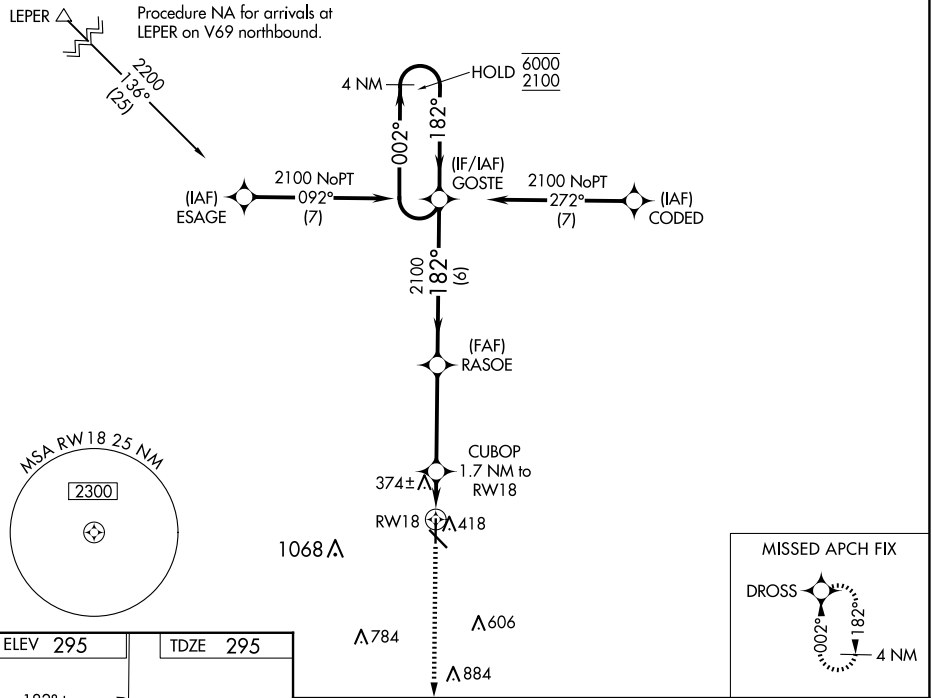 LEPER
Procedure NA for arrivals at
LEPER on V69 northbound.
2200
136°
(25)
4 NM
HOLD
6000
2100
002°
182°
(IF/IAF)
GOSTE
(IAF)
ESAGE
2100 NoPT
092°
(7)
2100 NoPT
272°
(7)
(IAF)
CODED
2100
182°
(6)
(FAF)
RASOE
MSA RW18 25 NM
2300
CUBOP
1.7 NM to
RW18
374±
RW18
418
1068
784
606
884
MISSED APCH FIX
DROSS
002°
182°
4 NM
ELEV 295
TDZE 295